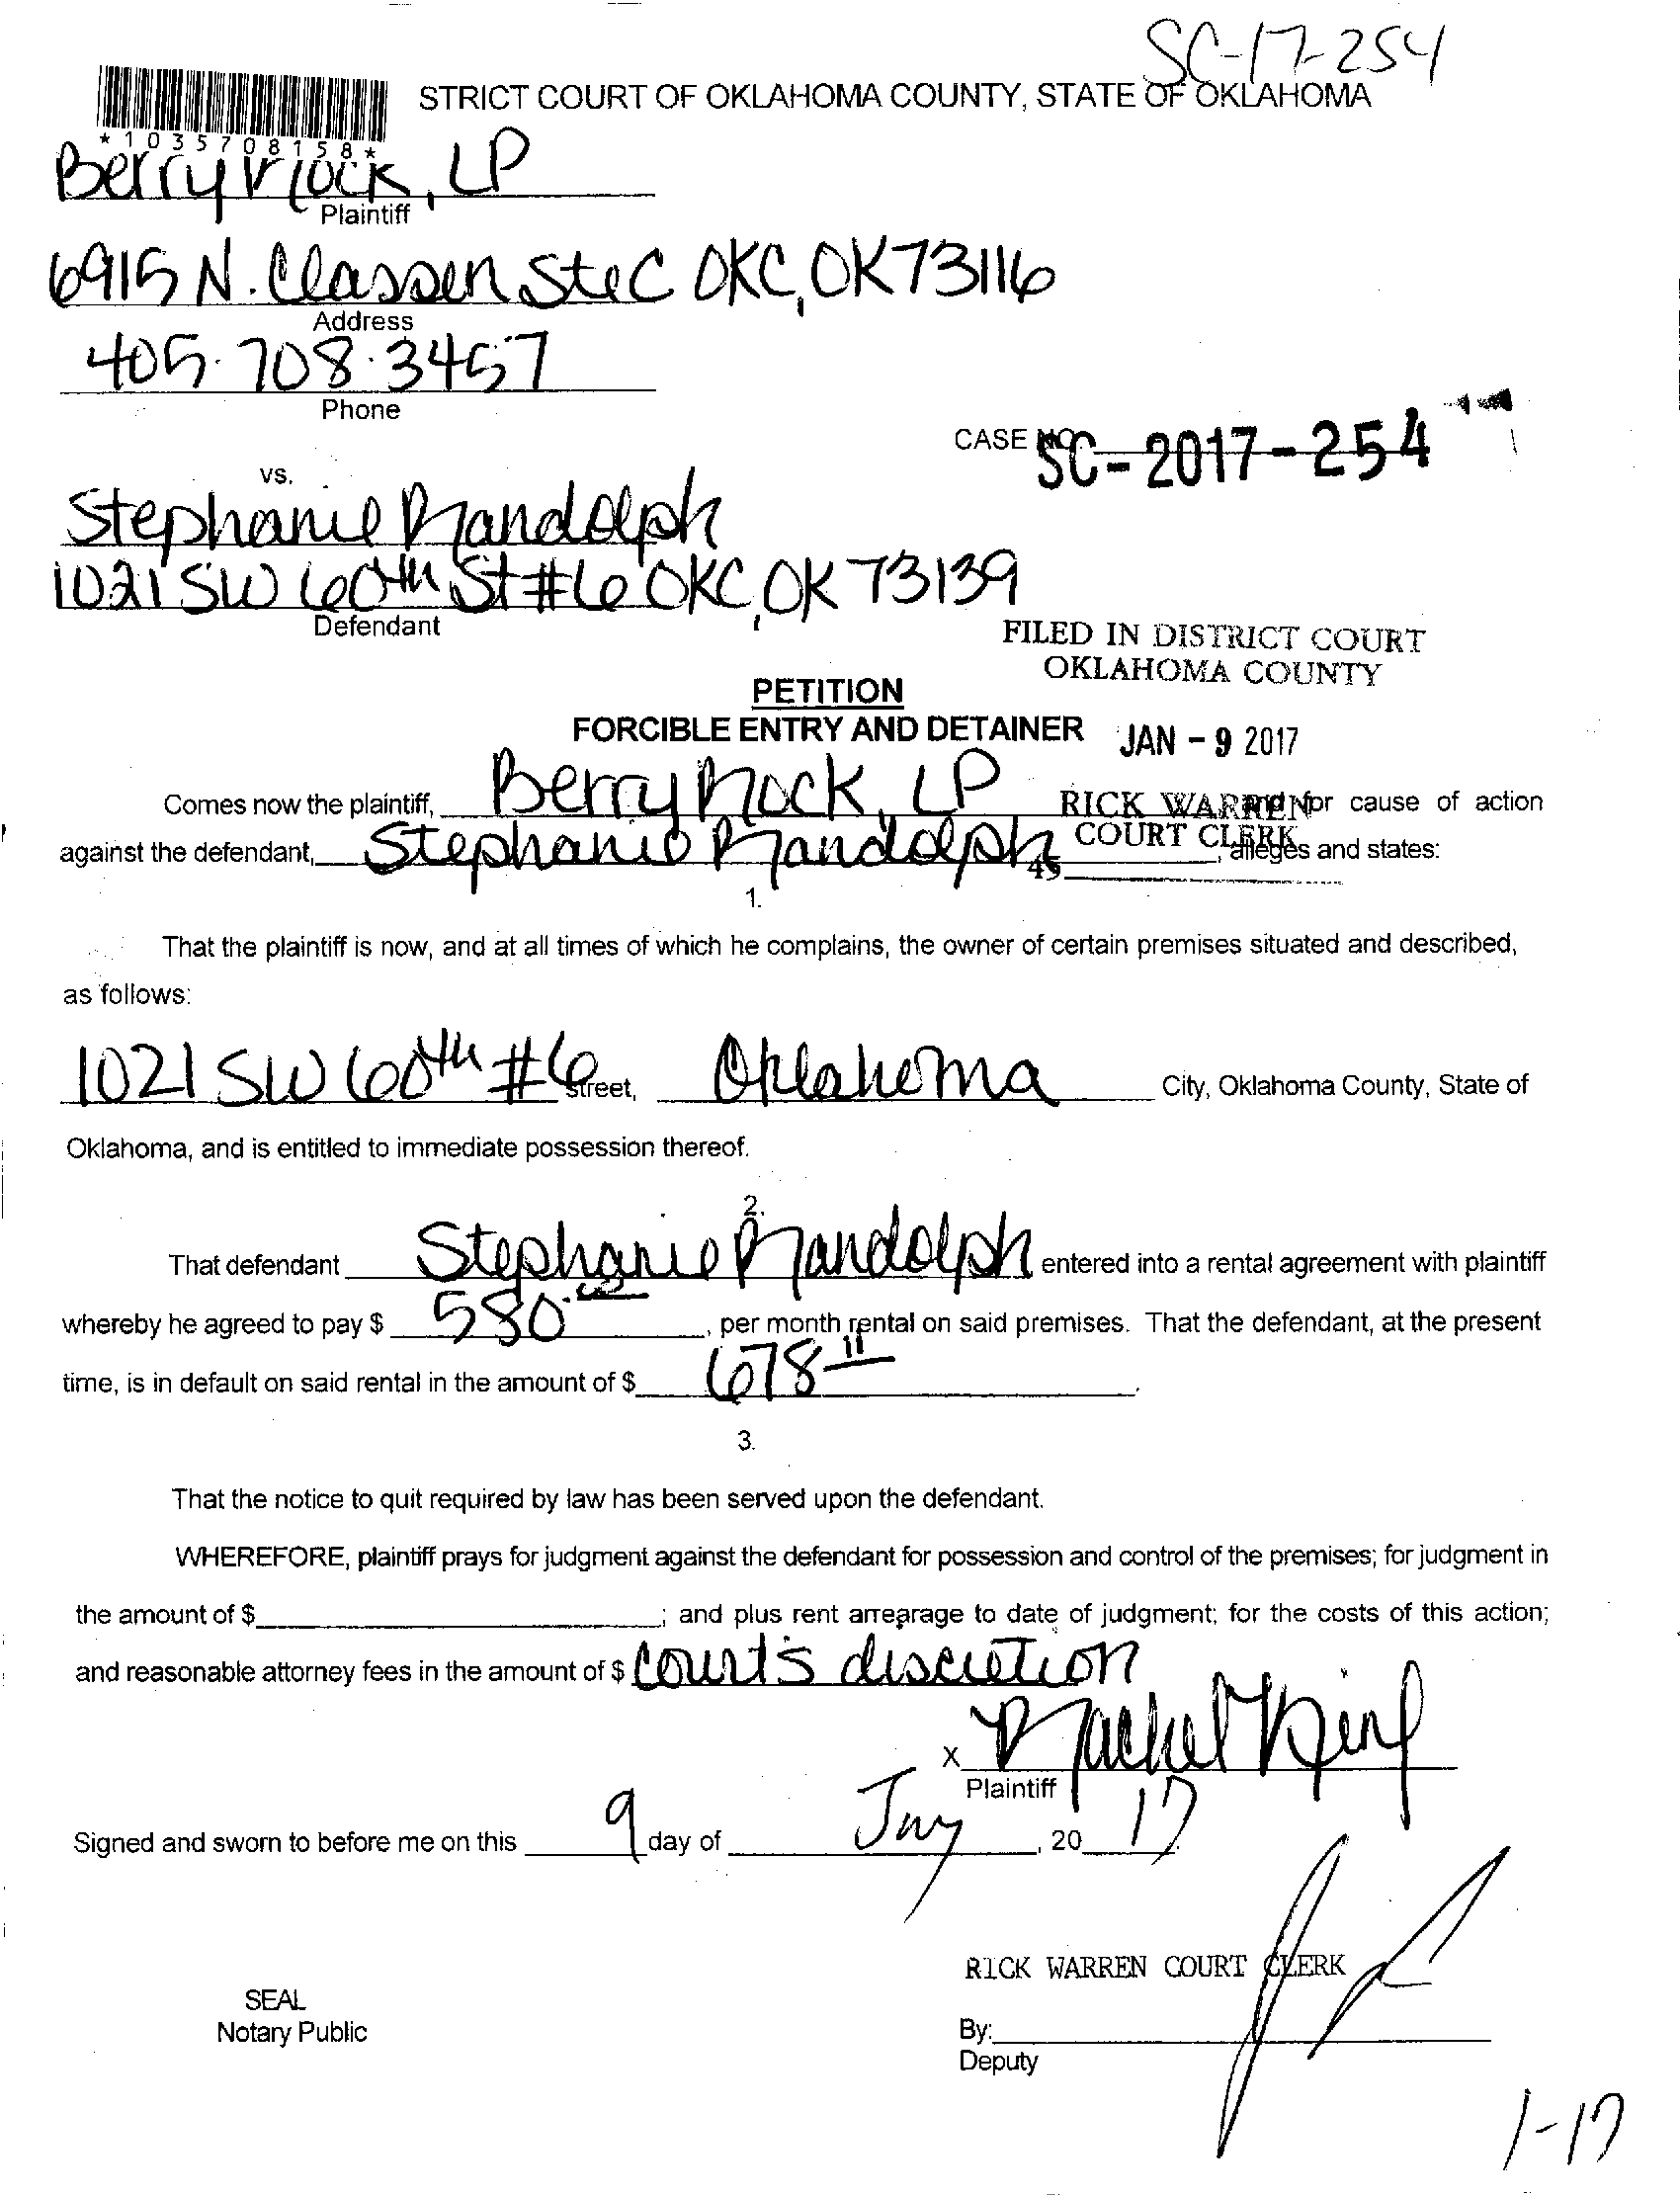 SC-17-254
STRICT COURT OF OKLAHOMA COUNTY, STATE OF OKLAHOMA
*1035708158*
Berry Rock, LP
Plaintiff
6915 N. Classen Ste C OKC, OK 73116
Address
405.708.3457
Phone
CASE NO.
SC-2017-254
vs.
Stephanie Randolph
1021 SW 60th St #6 OKC, OK 73139
Defendant
FILED IN DISTRICT COURT
OKLAHOMA COUNTY
PETITION
FORCIBLE ENTRY AND DETAINER
JAN - 9 2017
Comes now the plaintiff, Berry Rock, LP and for cause of action
RICK WARREN
COURT CLERK
against the defendant, Stephanie Randolph, alleges and states:
45
1.
That the plaintiff is now, and at all times of which he complains, the owner of certain premises situated and described,
as follows:
1021 SW 60th #6 Street, Oklahoma City, Oklahoma County, State of
Oklahoma, and is entitled to immediate possession thereof.
2.
That defendant Stephanie Randolph entered into a rental agreement with plaintiff
whereby he agreed to pay $ 580.00, per month rental on said premises. That the defendant, at the present
time, is in default on said rental in the amount of $ 678 11.
3.
That the notice to quit required by law has been served upon the defendant.
WHEREFORE, plaintiff prays for judgment against the defendant for possession and control of the premises; for judgment in
the amount of $ ; and plus rent arrearage to date of judgment; for the costs of this action;
and reasonable attorney fees in the amount of $ Court's discretion
X Rachel King
Plaintiff
Signed and sworn to before me on this 9 day of Jany, 20 17.
RICK WARREN COURT CLERK
SEAL
Notary Public
By:
Deputy
1-17